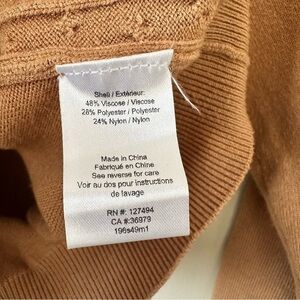 Shell / Extérieur:
48% Viscose / Viscose
28% Polyester / Polyester
24% Nylon / Nylon
Made in China
Fabriqué en Chine
See reverse for care
Voir au dos pour instructions
de lavage
RN #: 127494
CA #:36979
196s49m1